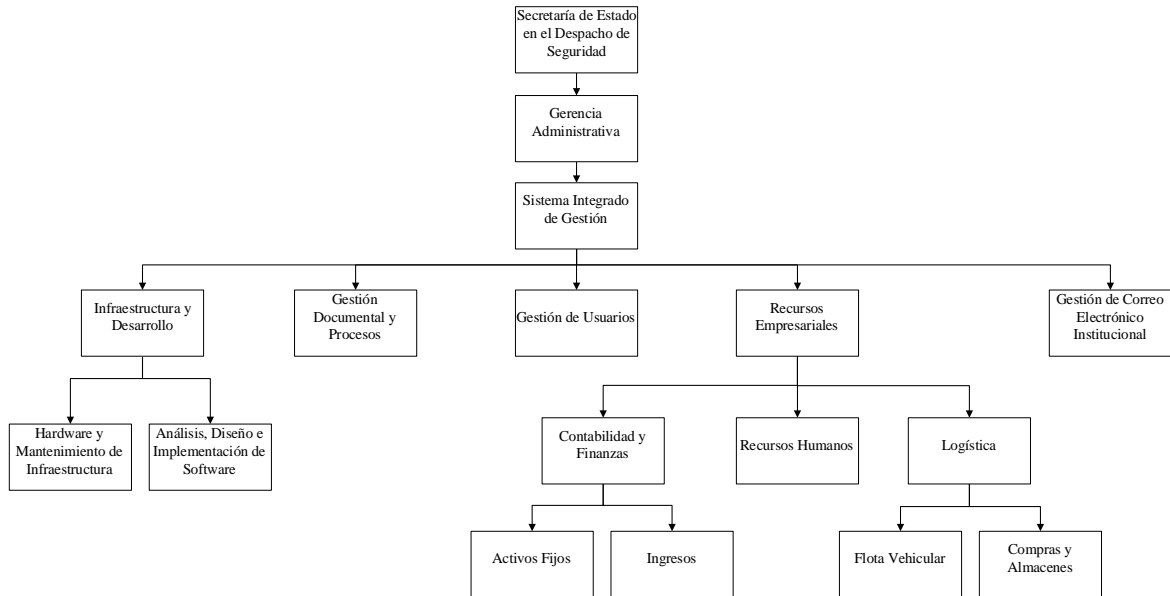 Secretaría de Estado
en el Despacho de
Seguridad
Gerencia
Administrativa
Sistema Integrado
de Gestión
Infraestructura y
Desarrollo
Gestión
Documental y
Procesos
Gestión de Usuarios
Recursos
Empresariales
Gestión de Correo
Electrónico
Institucional
Hardware y
Mantenimiento de
Infraestructura
Análisis, Diseño e
Implementación de
Software
Contabilidad y
Finanzas
Recursos Humanos
Logística
Activos Fijos
Ingresos
Flota Vehicular
Compras y
Almacenes